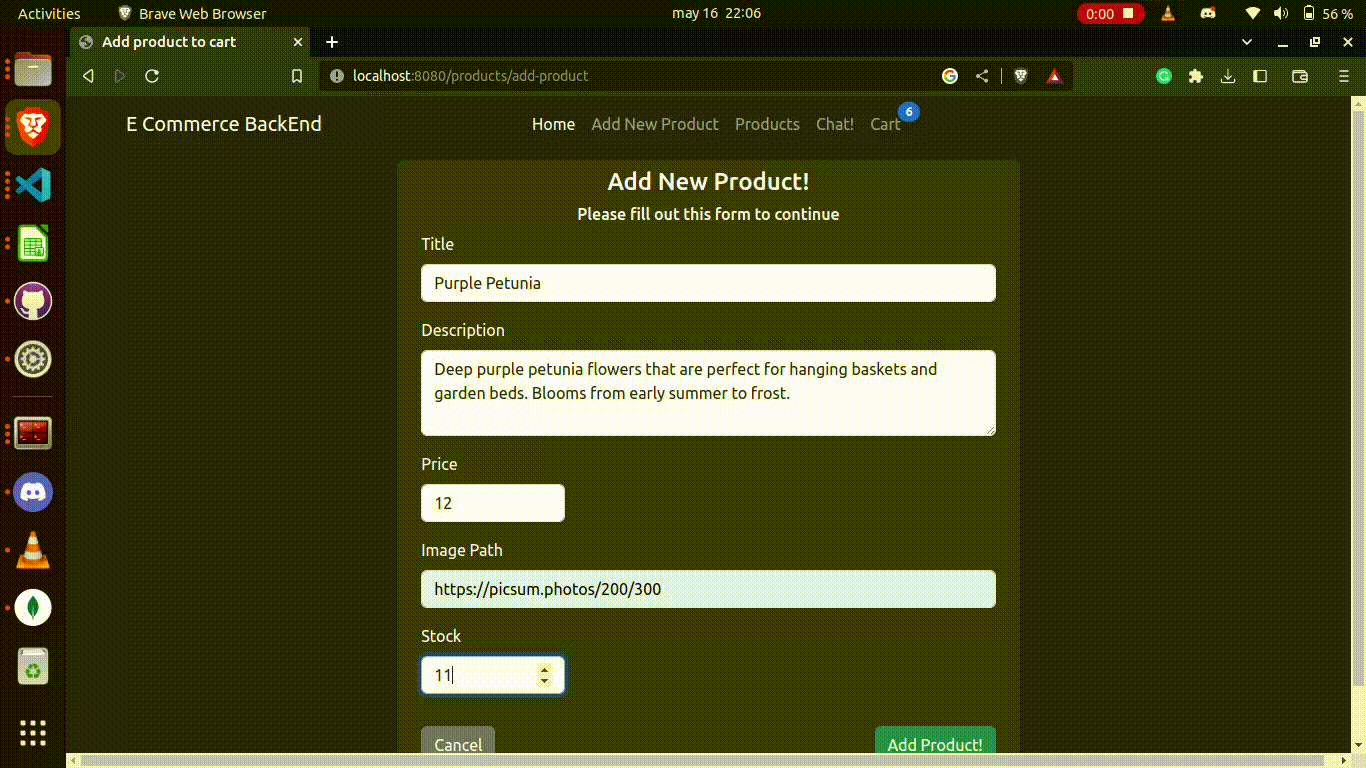 Activities Brave Web Browser may 16 22:06 0:00 56 %
Add product to cart
localhost:8080/products/add-product
E Commerce BackEnd Home Add New Product Products Chat! Cart 6
Add New Product!
Please fill out this form to continue
Title
Purple Petunia
Description
Deep purple petunia flowers that are perfect for hanging baskets and
garden beds. Blooms from early summer to frost.
Price
12
Image Path
https://picsum.photos/200/300
Stock
11
Cancel Add Product!